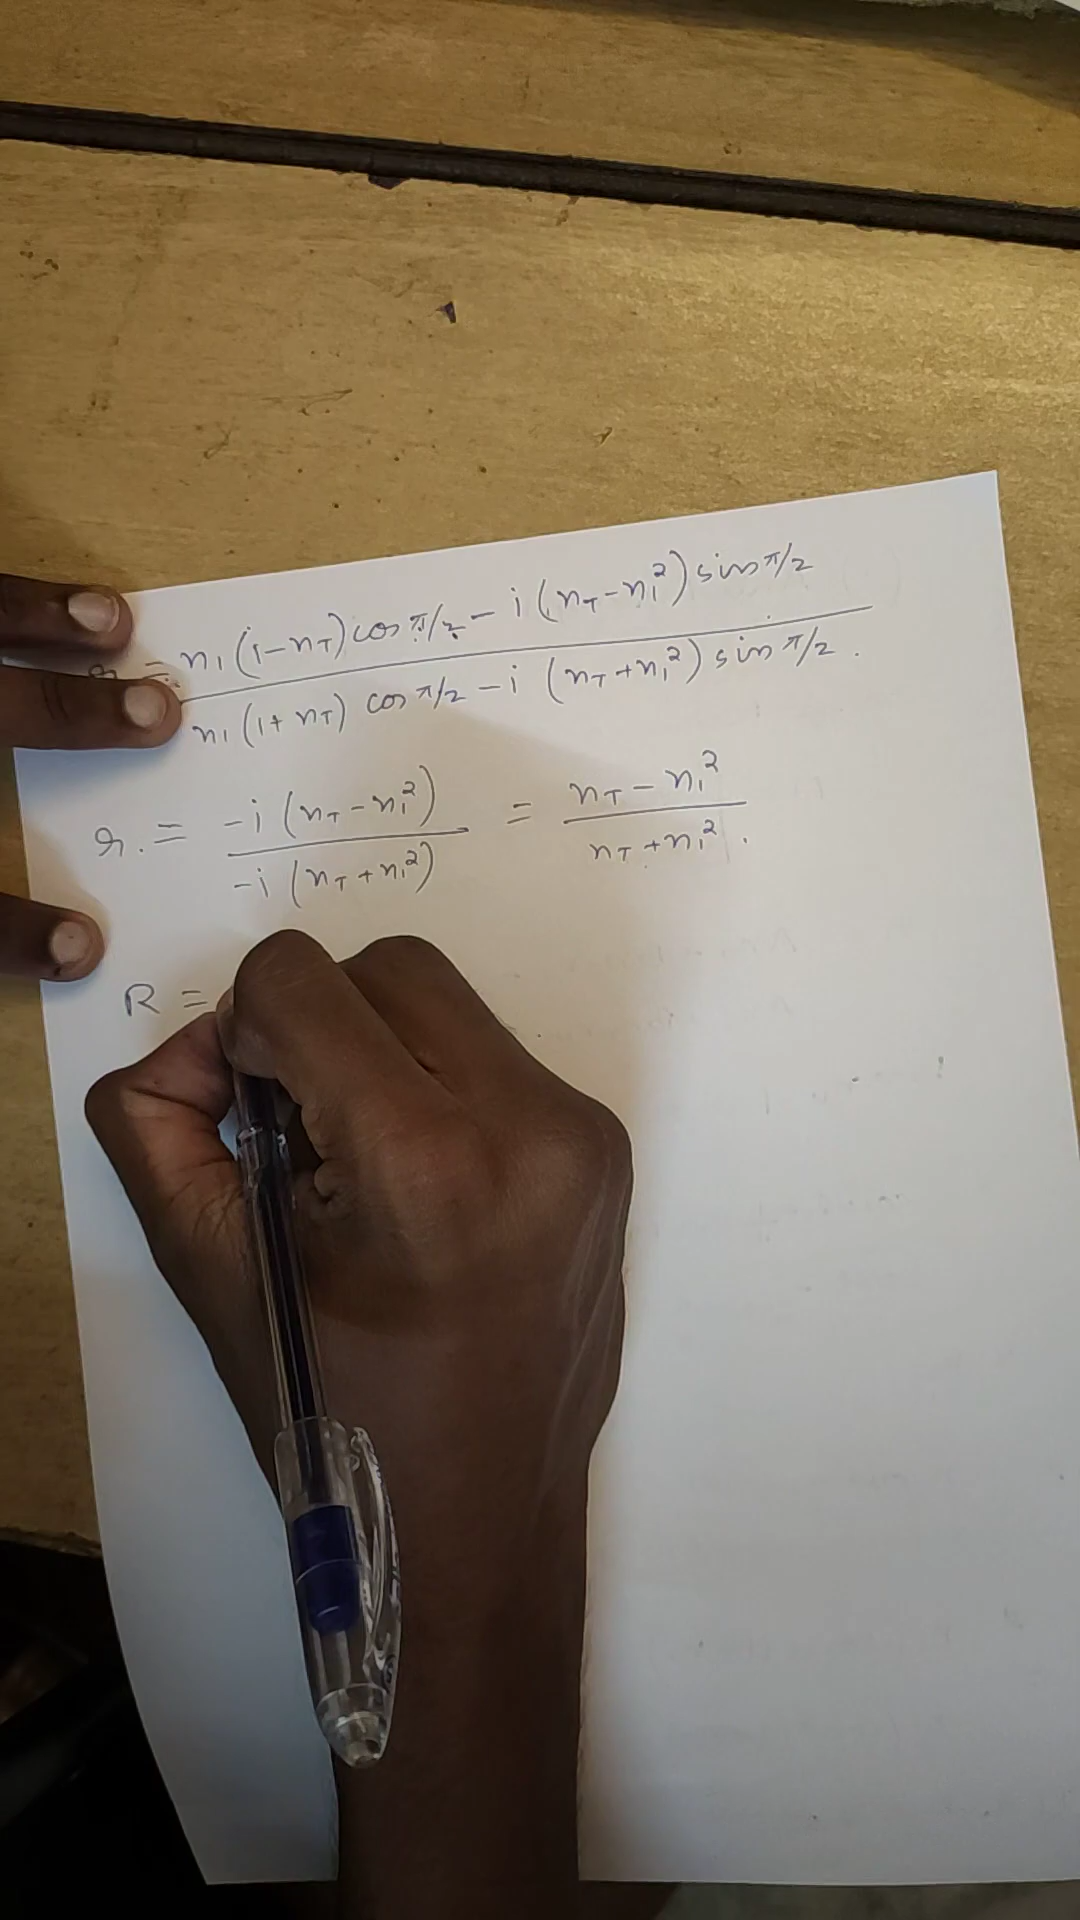 r = n₁(1-n_T) cos π/2 - i (n_T - n₁²) sin π/2
n₁(1+n_T) cos π/2 - i (n_T + n₁²) sin π/2 .
r. = -i (n_T - n₁²) / -i (n_T + n₁²) = n_T - n₁² / n_T + n₁² .
R =